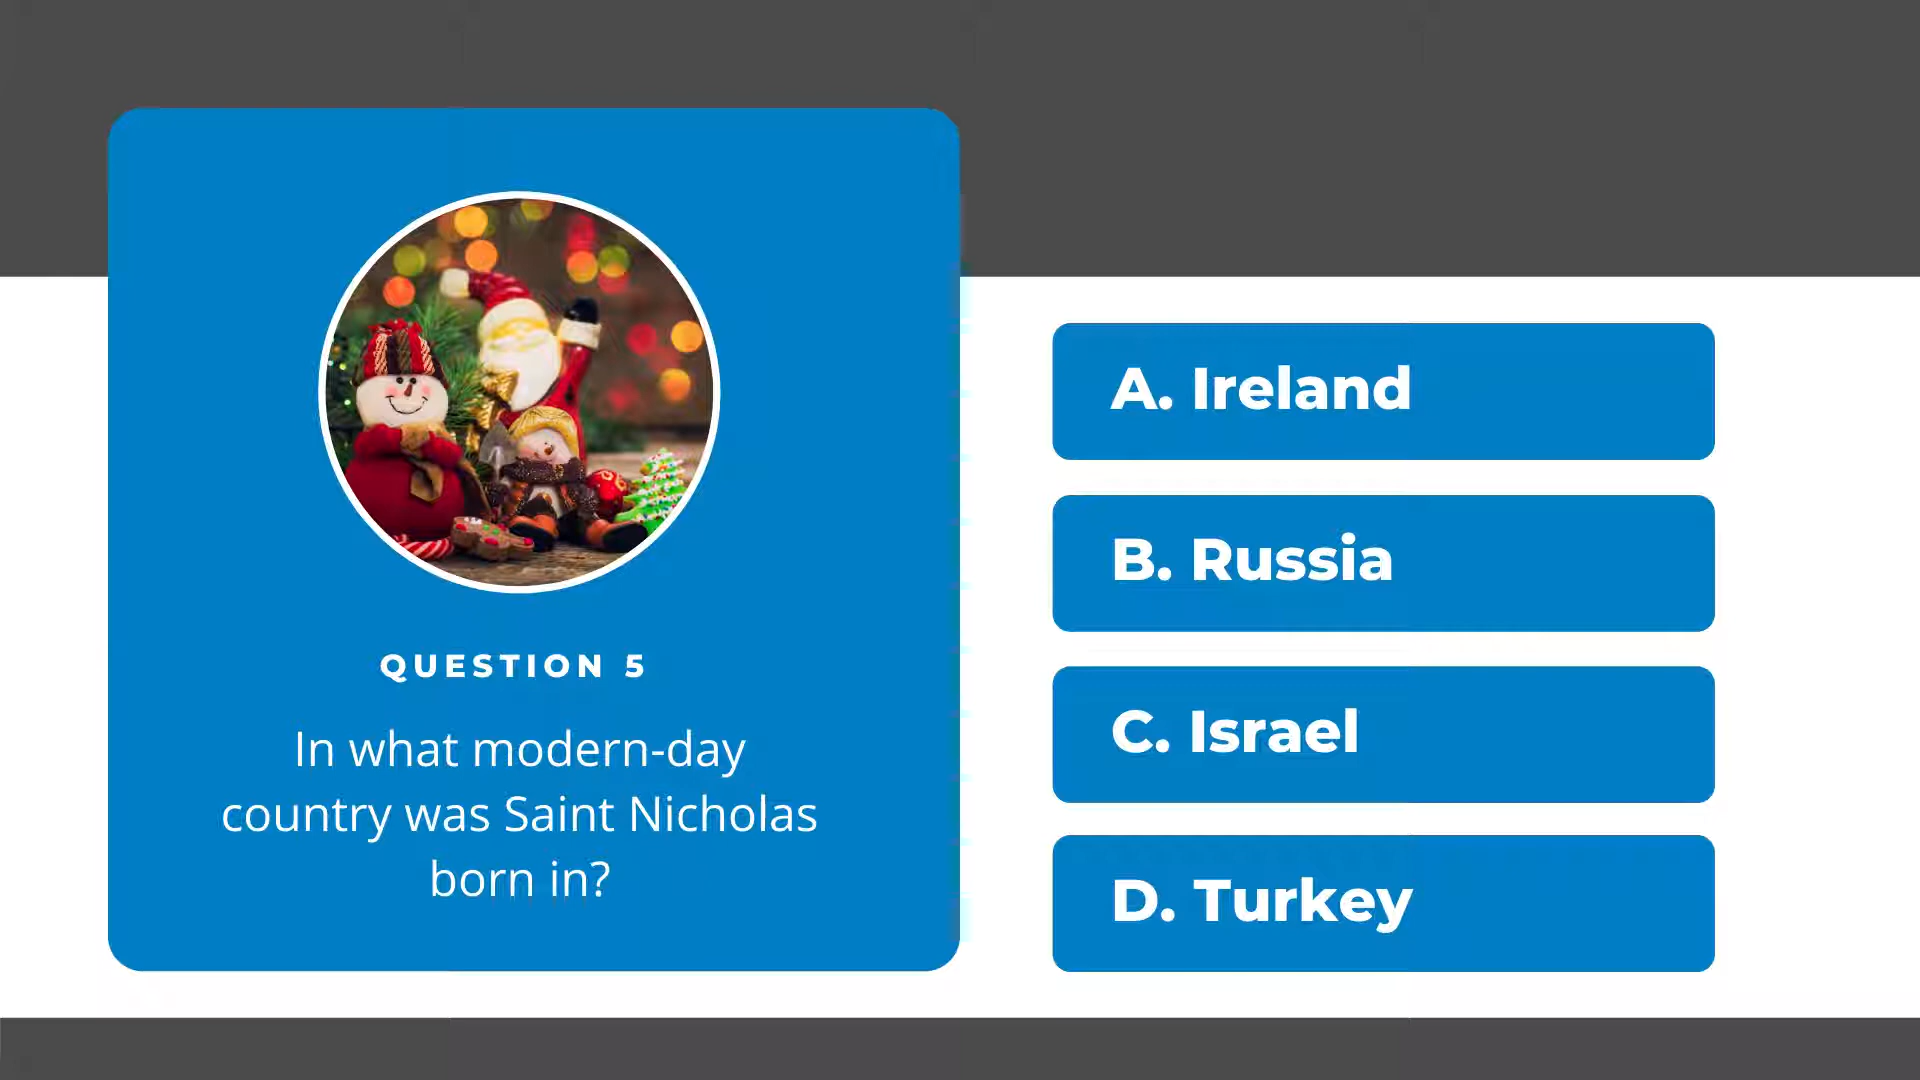 QUESTION 5
In what modern-day
country was Saint Nicholas
born in?
A. Ireland
B. Russia
C. Israel
D. Turkey